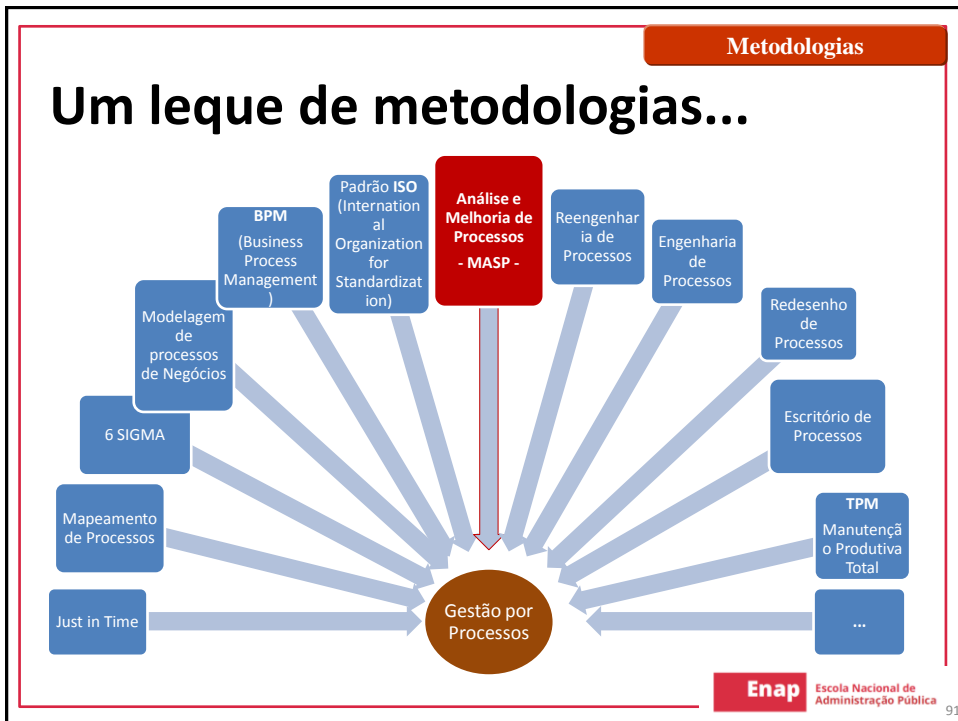 Metodologias
Um leque de metodologias...
Just in Time
Mapeamento
de Processos
6 SIGMA
Modelagem
de
processos
de Negócios
BPM
(Business
Process
Management
)
Padrão ISO
(Internation
al
Organization
for
Standardizat
ion)
Análise e
Melhoria de
Processos
- MASP -
Reengenhar
ia de
Processos
Engenharia
de
Processos
Redesenho
de
Processos
Escritório de
Processos
TPM
Manutençã
o Produtiva
Total
...
Gestão por
Processos
Enap
Escola Nacional de
Administração Pública
91